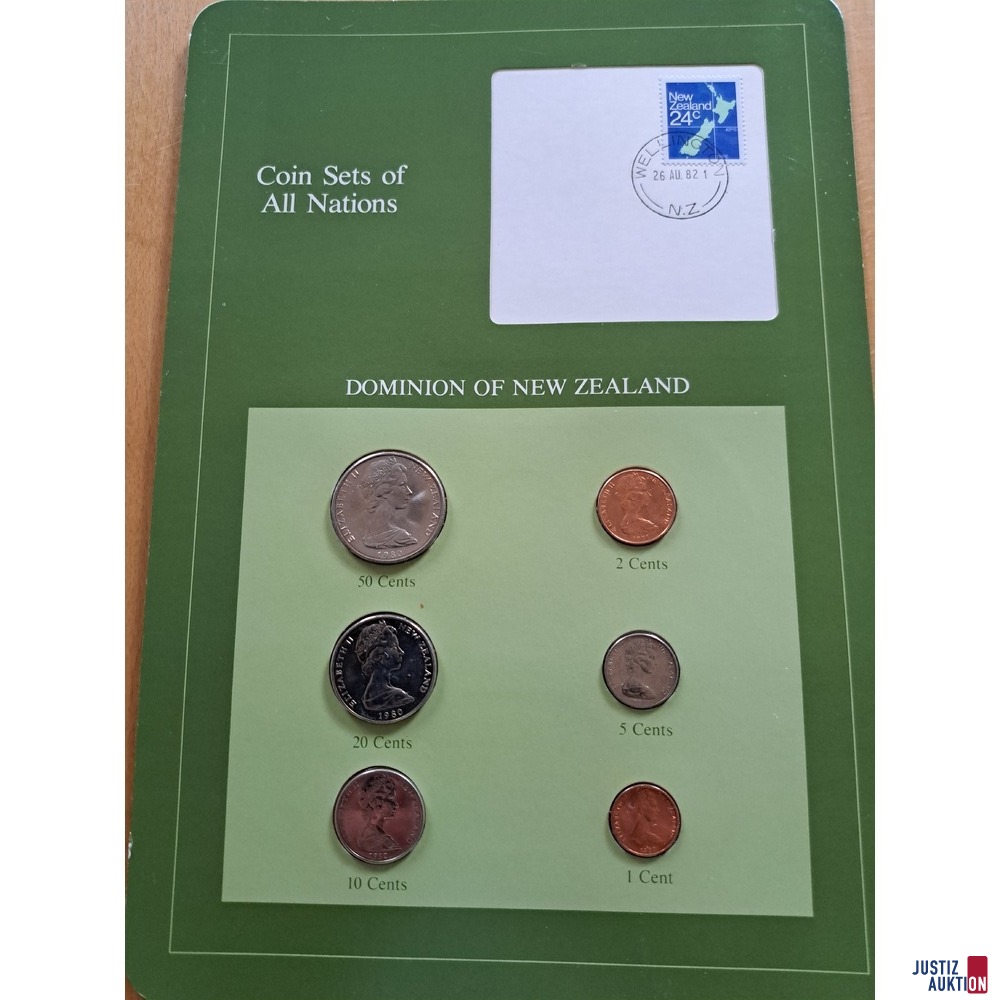 New
Zealand
24c
WELLINGTON
26 AU. 82 1
N.Z.
Coin Sets of
All Nations
DOMINION OF NEW ZEALAND
ELIZABETH II NEW ZEALAND
1980
50 Cents
2 Cents
ELIZABETH II NEW ZEALAND
1980
20 Cents
5 Cents
10 Cents
1 Cent
JUSTIZ
AUKTION